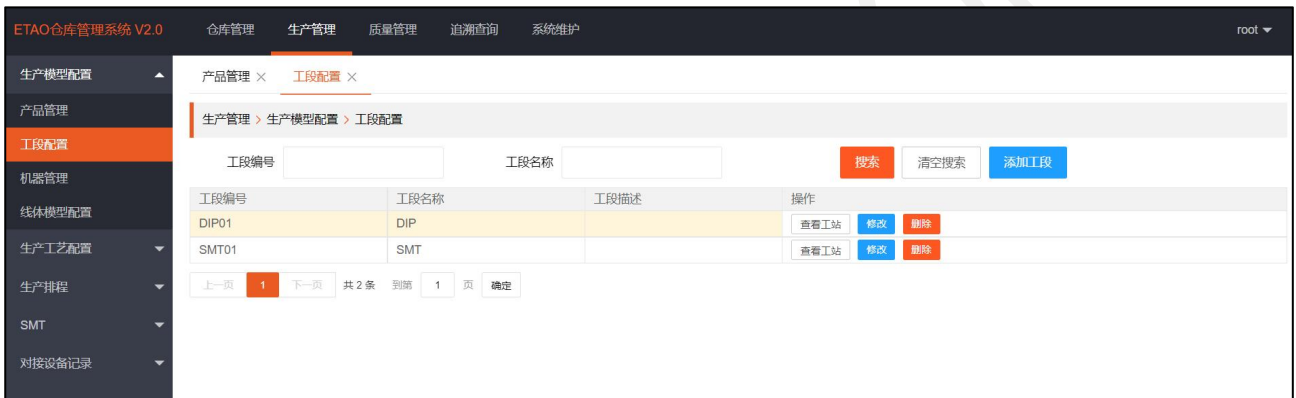 ETAO仓库管理系统 V2.0 仓库管理 生产管理 质量管理 追溯查询 系统维护 root
生产模型配置
产品管理
工段配置
机器管理
线体模型配置
生产工艺配置
生产排程
SMT
对接设备记录
产品管理 工段配置
生产管理 > 生产模型配置 > 工段配置
工段编号 工段名称 搜索 清空搜索 添加工段
工段编号 工段名称 工段描述 操作
DIP01 DIP 查看工站 修改 删除
SMT01 SMT 查看工站 修改 删除
上一页 1 下一页 共 2 条 到第 1 页 确定